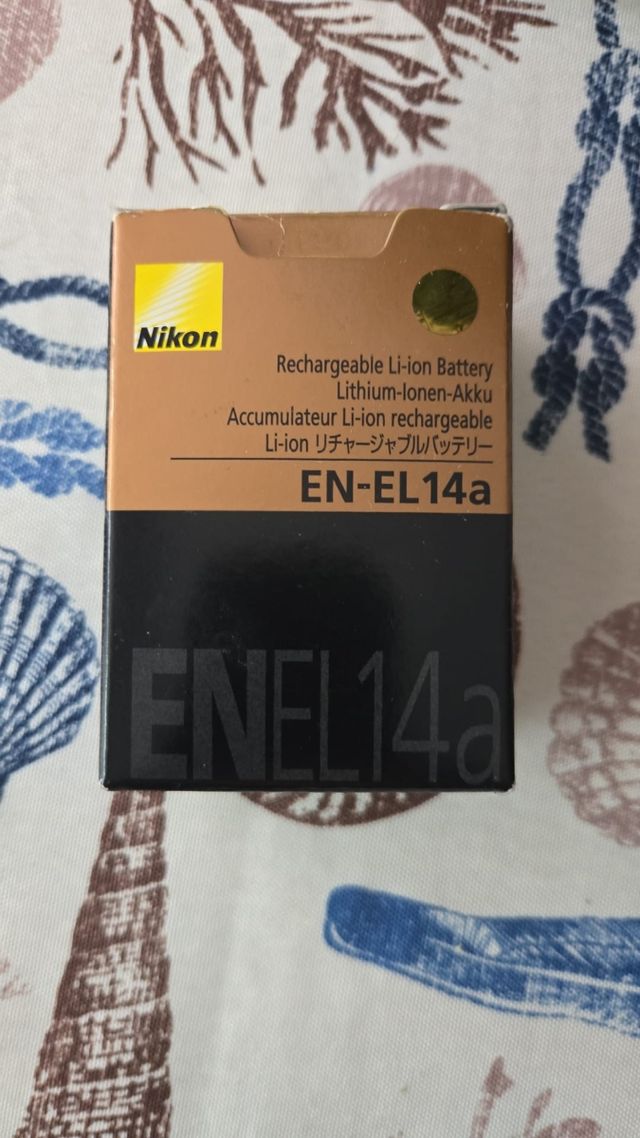 Nikon
Rechargeable Li-ion Battery
Lithium-Ionen-Akku
Accumulateur Li-ion rechargeable
Li-ion リチャージャブルバッテリー
EN-EL14a
ENEL14a